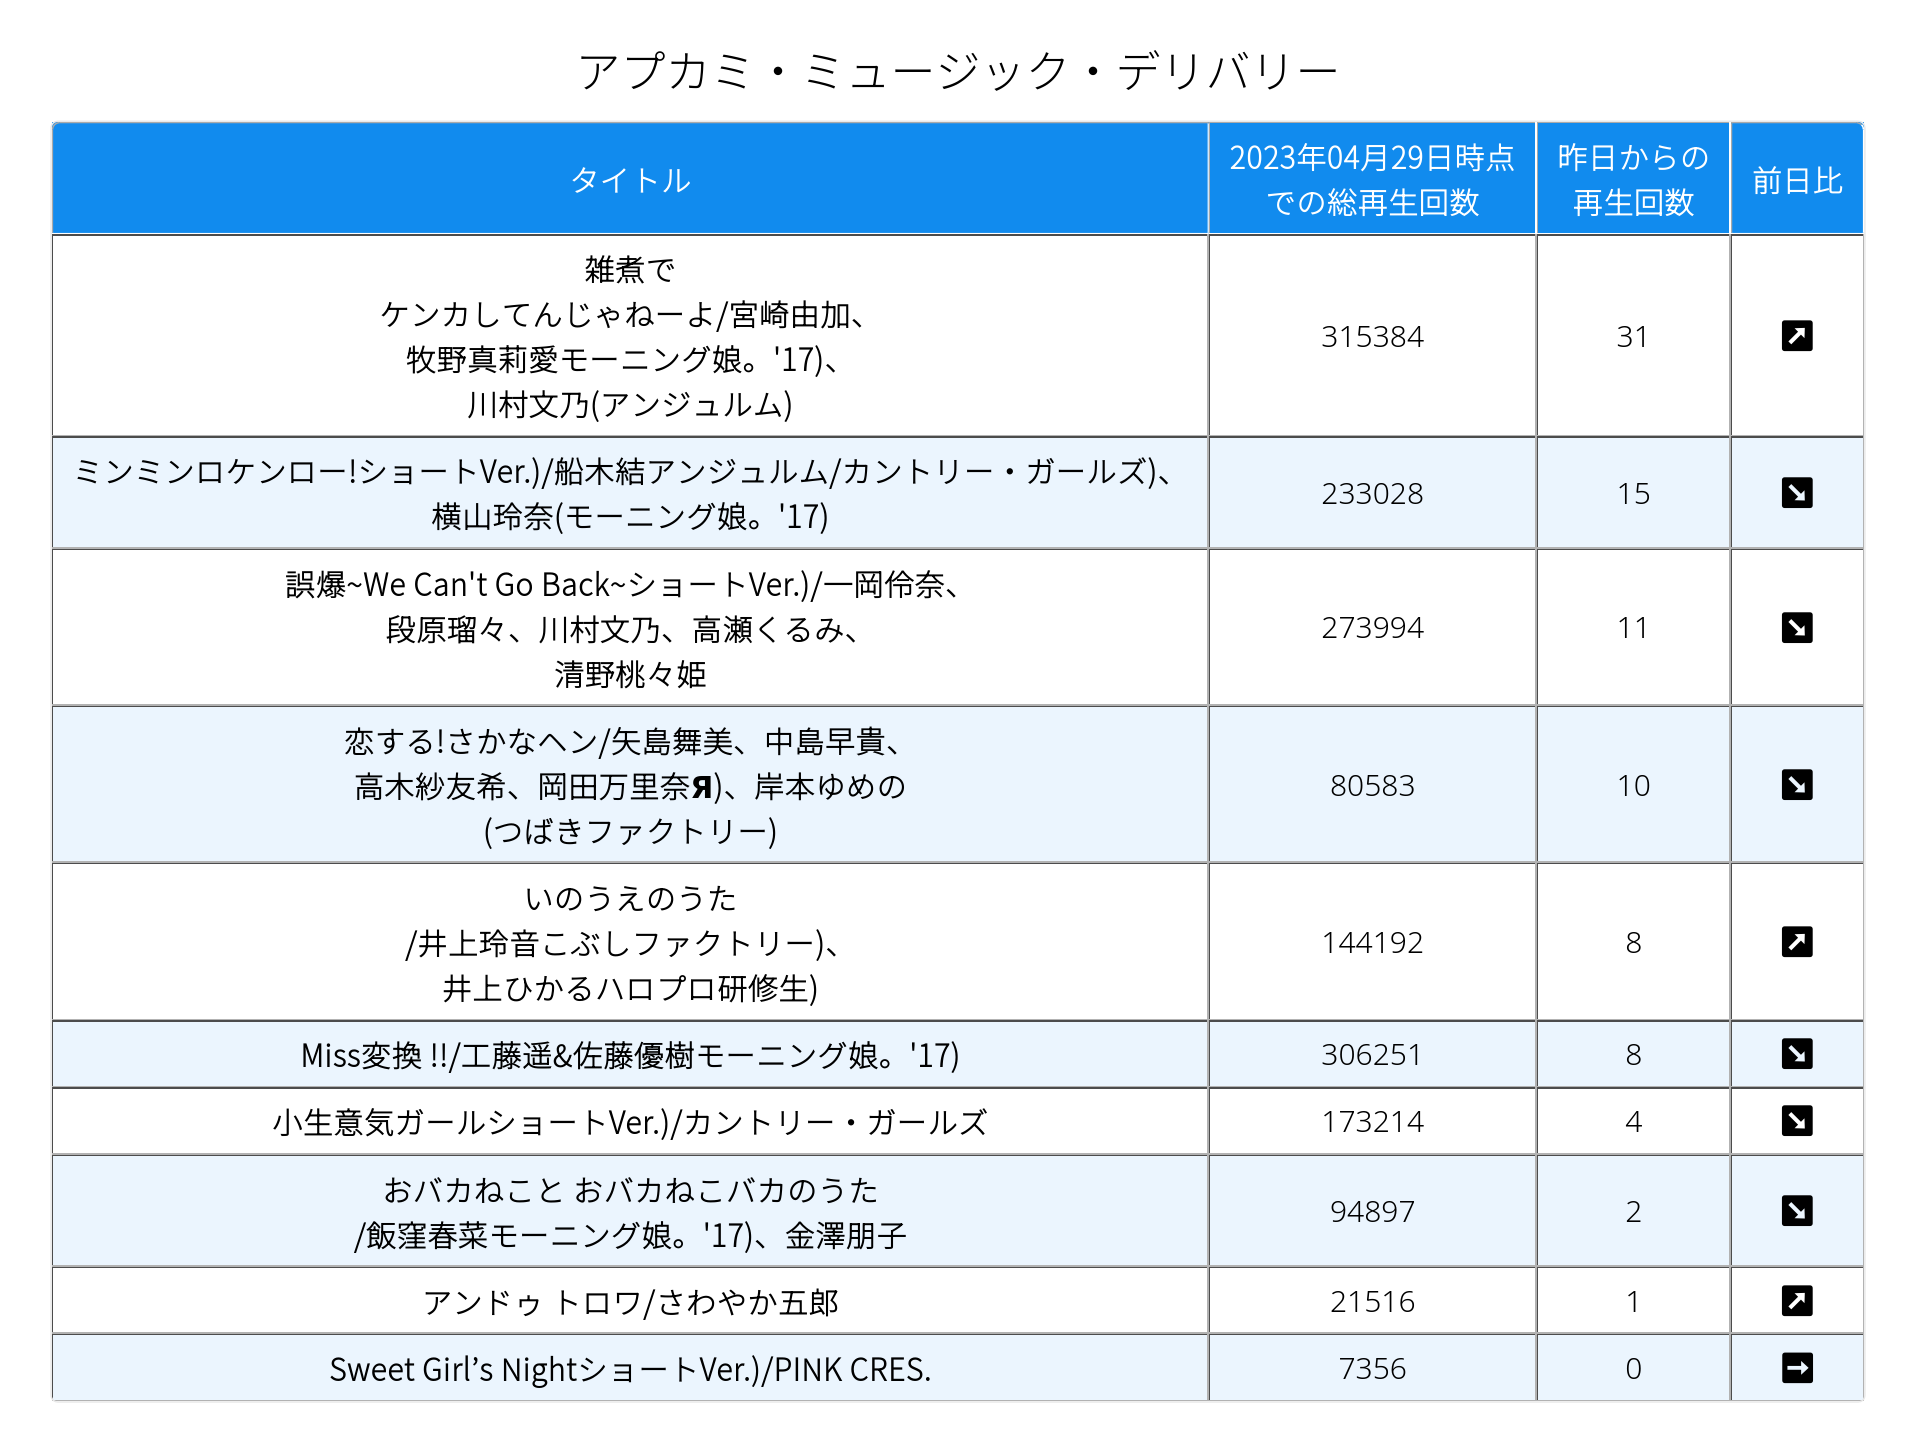 アプカミ・ミュージック・デリバリー
タイトル
2023年04月29日時点
での総再生回数
昨日からの
再生回数
前日比
雑煮で
ケンカしてんじゃねーよ/宮崎由加、
牧野真莉愛モーニング娘。'17)、
川村文乃(アンジュルム)
315384
31
ミンミンロケンロー!ショートVer.)/船木結アンジュルム/カントリー・ガールズ)、
横山玲奈(モーニング娘。'17)
233028
15
誤爆~We Can't Go Back~ショートVer.)/一岡伶奈、
段原瑠々、川村文乃、高瀬くるみ、
清野桃々姫
273994
11
恋する!さかなヘン/矢島舞美、中島早貴、
高木紗友希、岡田万里奈Я)、岸本ゆめの
(つばきファクトリー)
80583
10
いのうえのうた
/井上玲音こぶしファクトリー)、
井上ひかるハロプロ研修生)
144192
8
Miss変換 !!/工藤遥&佐藤優樹モーニング娘。'17)
306251
8
小生意気ガールショートVer.)/カントリー・ガールズ
173214
4
おバカねこと おバカねこバカのうた
/飯窪春菜モーニング娘。'17)、金澤朋子
94897
2
アンドゥ トロワ/さわやか五郎
21516
1
Sweet Girl’s NightショートVer.)/PINK CRES.
7356
0